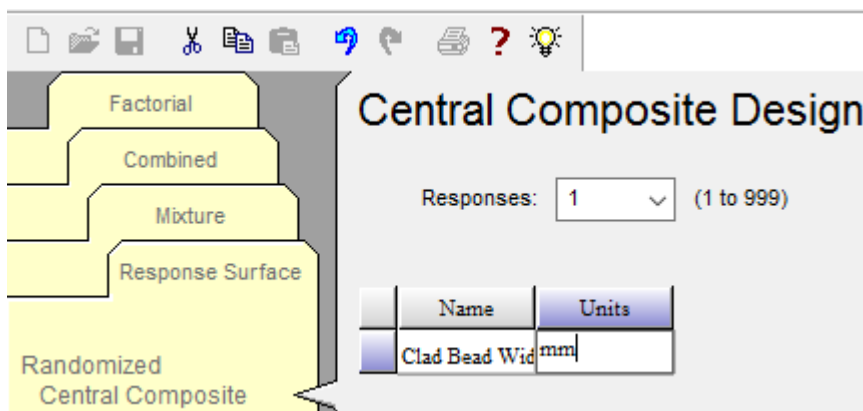 Factorial
Combined
Mixture
Response Surface
Randomized
Central Composite
Central Composite Design
Responses: 1 (1 to 999)
Name Units
Clad Bead Wid mm